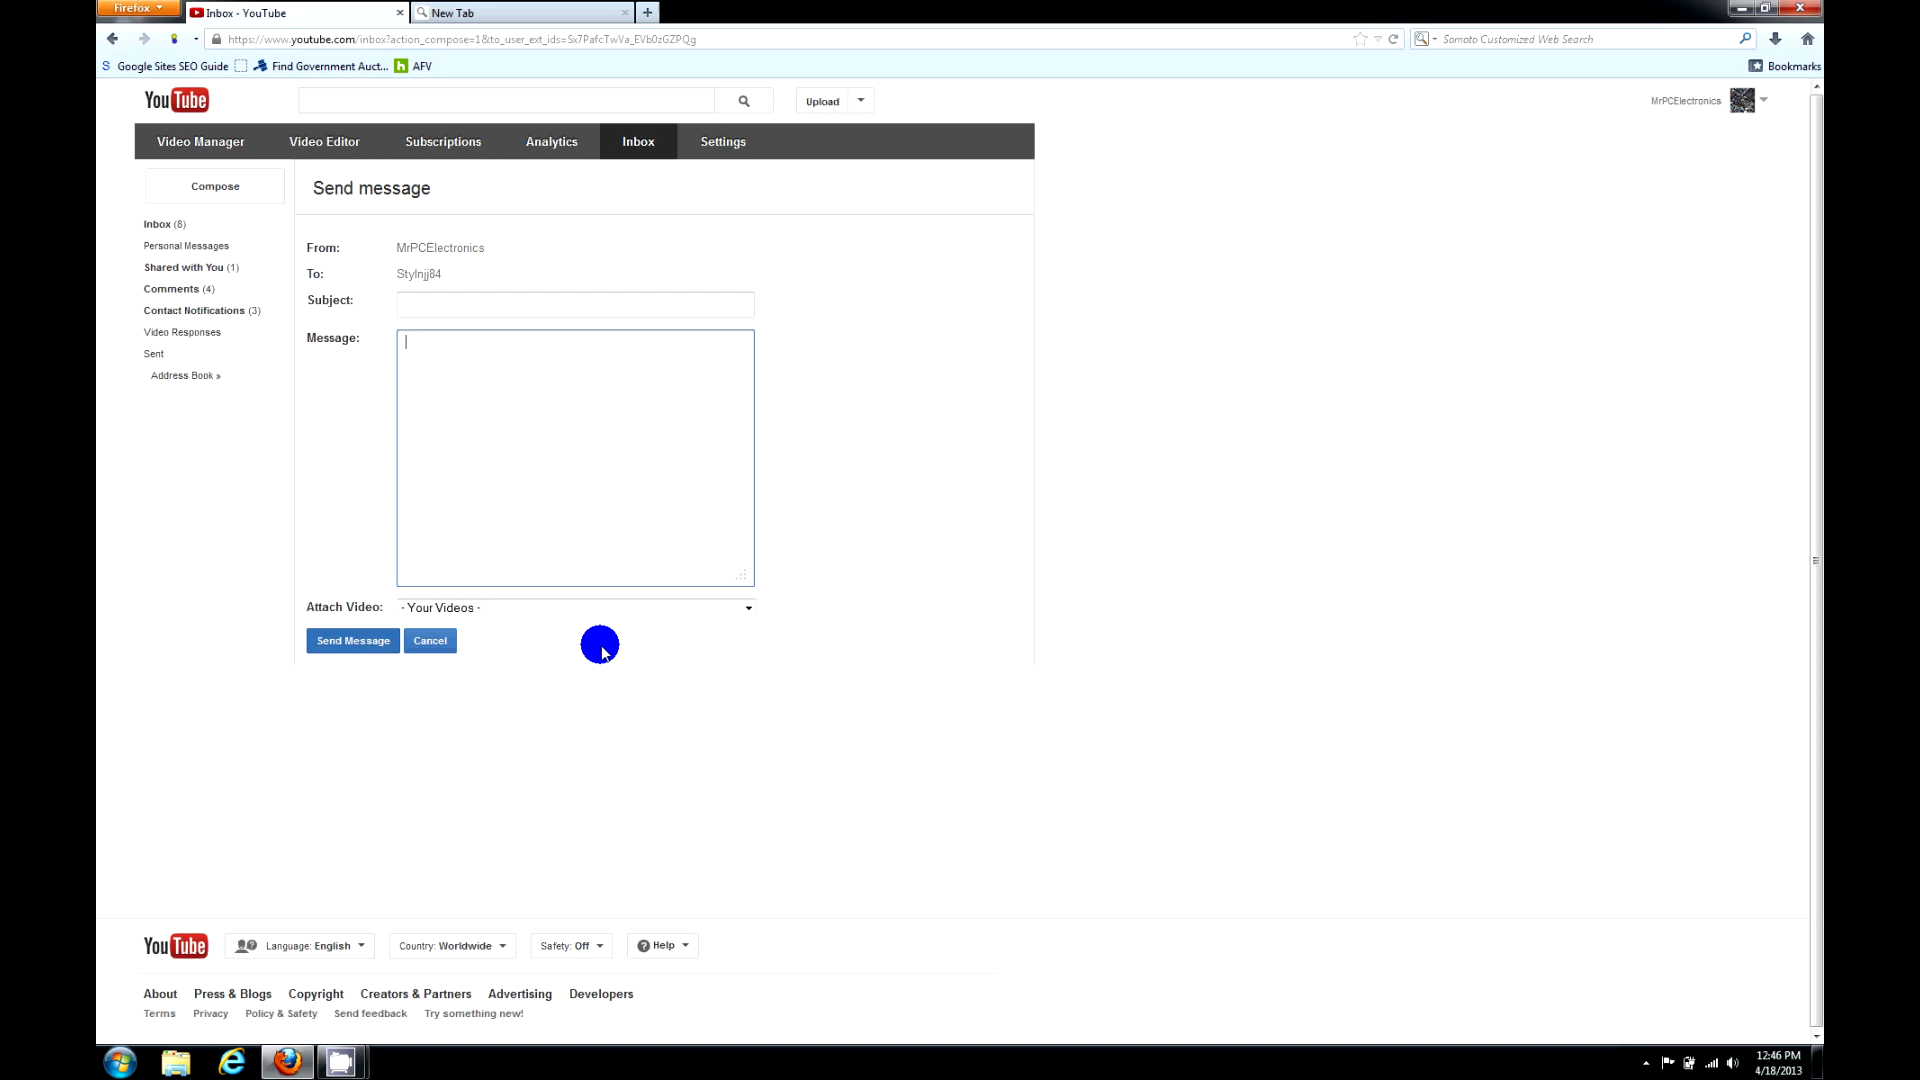 Firefox
Inbox - YouTube
New Tab
https://www.youtube.com/inbox?action_compose=1&to_user_ext_ids=Sx7PafcTwVa_EVb0zGZPQg
Somoto Customized Web Search
Google Sites SEO Guide
Find Government Auct...
h
AFV
Bookmarks
YouTube
Upload
MrPCElectronics
Video Manager
Video Editor
Subscriptions
Analytics
Inbox
Settings
Compose
Send message
Inbox (8)
Personal Messages
Shared with You (1)
Comments (4)
Contact Notifications (3)
Video Responses
Sent
Address Book »
From: MrPCElectronics
To: Stylnjj84
Subject:
Message:
Attach Video: - Your Videos -
Send Message
Cancel
YouTube
Language: English
Country: Worldwide
Safety: Off
Help
About Press & Blogs Copyright Creators & Partners Advertising Developers
Terms Privacy Policy & Safety Send feedback Try something new!
12:46 PM
4/18/2013